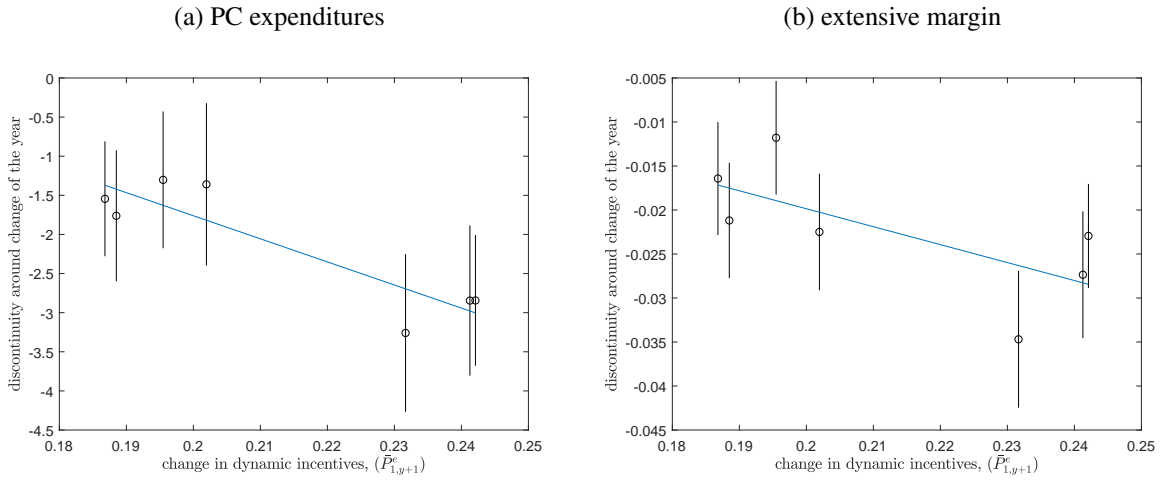 (a) PC expenditures
discontinuity around change of the year
0
-0.5
-1
-1.5
-2
-2.5
-3
-3.5
-4
-4.5
0.18 0.19 0.2 0.21 0.22 0.23 0.24 0.25
change in dynamic incentives, (P̄ᵉ₁,ᵧ₊₁)
(b) extensive margin
discontinuity around change of the year
-0.005
-0.01
-0.015
-0.02
-0.025
-0.03
-0.035
-0.04
-0.045
0.18 0.19 0.2 0.21 0.22 0.23 0.24 0.25
change in dynamic incentives, (P̄ᵉ₁,ᵧ₊₁)